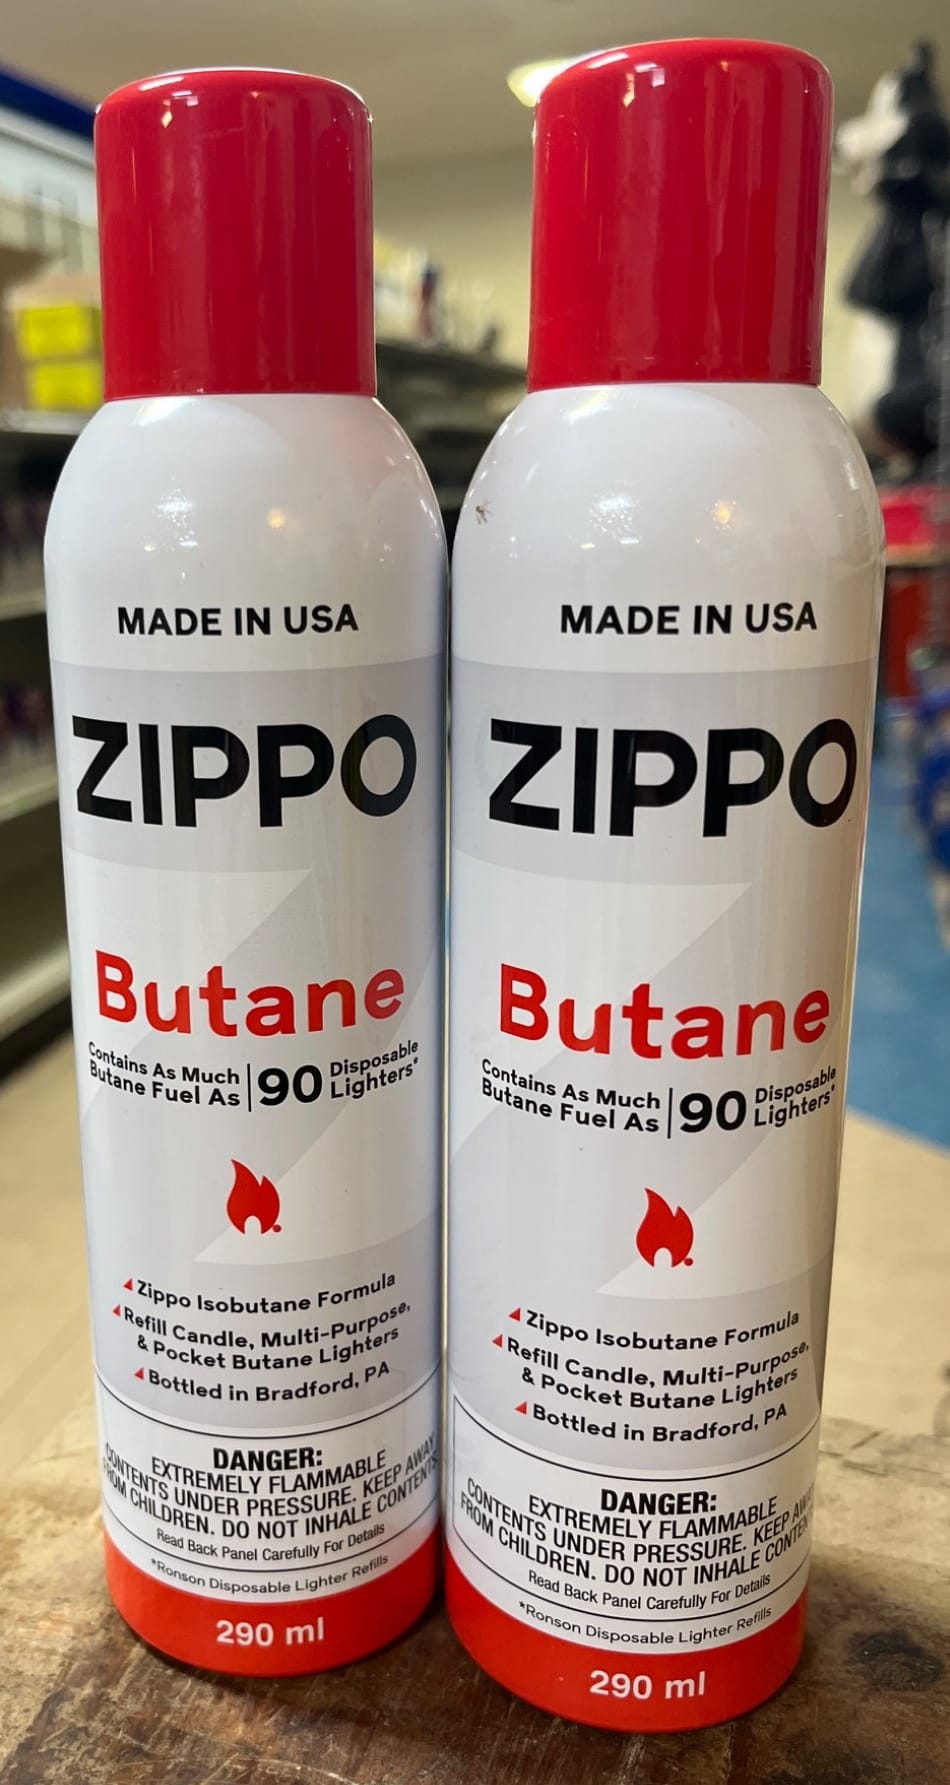 MADE IN USA
ZIPPO
Butane
Contains As Much
Butane Fuel As
90
Disposable
Lighters*
Zippo Isobutane Formula
Refill Candle, Multi-Purpose,
& Pocket Butane Lighters
Bottled in Bradford, PA
DANGER:
EXTREMELY FLAMMABLE
CONTENTS UNDER PRESSURE. KEEP AWAY
FROM CHILDREN. DO NOT INHALE CONTENTS.
Read Back Panel Carefully For Details
*Ronson Disposable Lighter Refills
290 ml
MADE IN USA
ZIPPO
Butane
Contains As Much
Butane Fuel As
90
Disposable
Lighters*
Zippo Isobutane Formula
Refill Candle, Multi-Purpose,
& Pocket Butane Lighters
Bottled in Bradford, PA
DANGER:
EXTREMELY FLAMMABLE
CONTENTS UNDER PRESSURE. KEEP AWAY
FROM CHILDREN. DO NOT INHALE CONTEN
Read Back Panel Carefully For Details
*Ronson Disposable Lighter Refills
290 ml